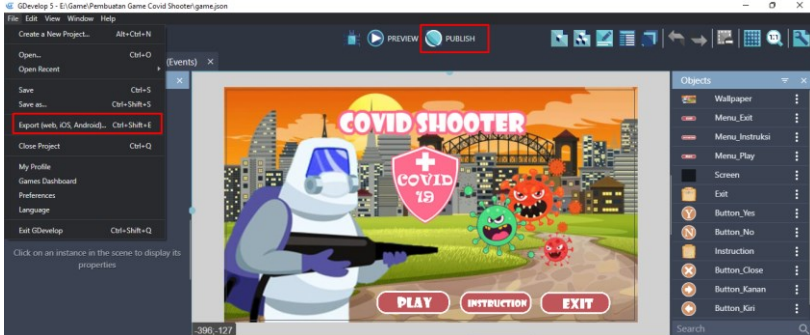 GDevelop 5 - E:\Game\Pembuatan Game Covid Shooter\game.json
File Edit View Window Help
Create a New Project... Alt+Ctrl+N
Open... Ctrl+O
Open Recent
Save Ctrl+S
Save as... Ctrl+Shift+S
Export (web, iOS, Android)... Ctrl+Shift+E
Close Project Ctrl+Q
My Profile
Games Dashboard
Preferences
Language
Exit GDevelop Ctrl+Shift+Q
PREVIEW
PUBLISH
1:1
(Events)
Click on an instance in the scene to display its
properties
COVID SHOOTER
COVID
19
PLAY
INSTRUCTION
EXIT
-396;-127
Objects
Wallpaper
Menu_Exit
Menu_Instruksi
Menu_Play
Screen
Exit
Y Button_Yes
N Button_No
Instruction
Button_Close
Button_Kanan
Button_Kiri
Search